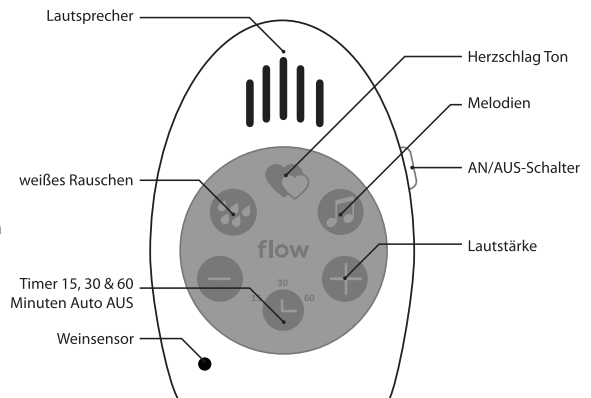 Lautsprecher
Herzschlag Ton
Melodien
AN/AUS-Schalter
weißes Rauschen
flow
Lautstärke
Timer 15, 30 & 60
Minuten Auto AUS
30
15
60
Weinsensor